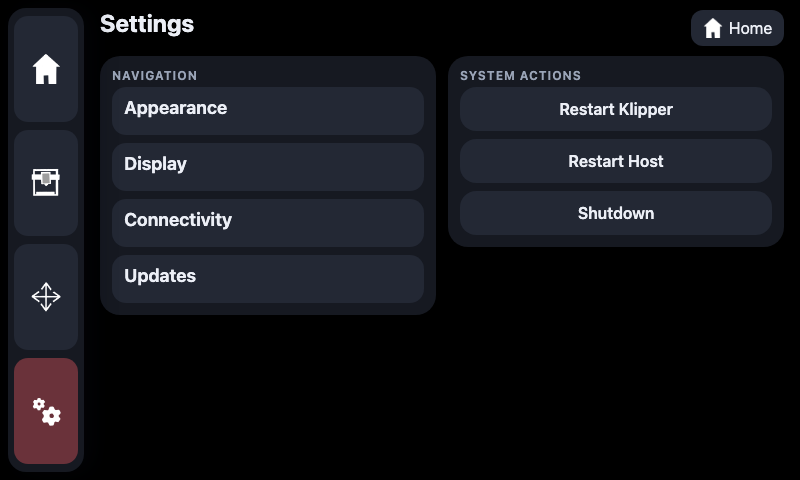 Settings
Home
NAVIGATION
Appearance
Display
Connectivity
Updates
SYSTEM ACTIONS
Restart Klipper
Restart Host
Shutdown